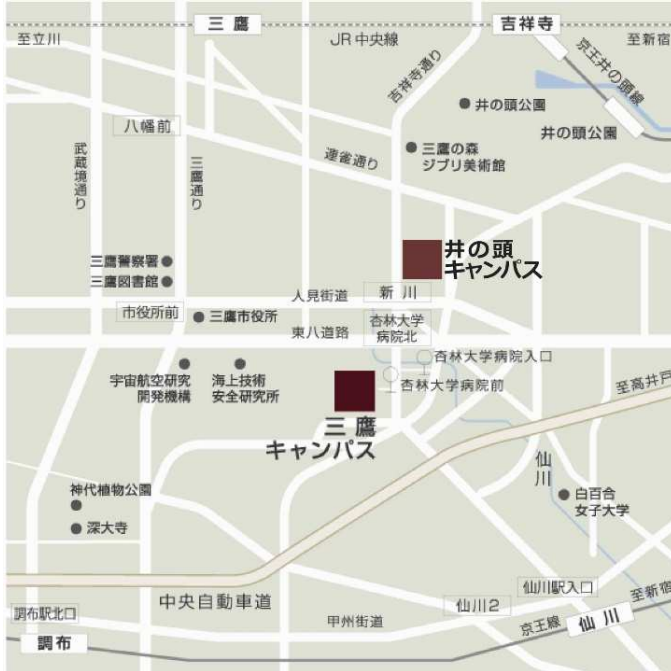 三 鷹
吉祥寺
至立川
JR中央線
至新宿
吉祥寺通り
京王井の頭線
井の頭公園
井の頭公園
八幡前
三鷹の森
ジブリ美術館
連雀通り
武蔵境通り
三鷹通り
井の頭
キャンパス
三鷹警察署
三鷹図書館
人見街道
新 川
市役所前
三鷹市役所
東八道路
杏林大学
病院北
杏林大学病院入口
宇宙航空研究
開発機構
海上技術
安全研究所
杏林大学病院前
至高井戸
三 鷹
キャンパス
仙川
神代植物公園
深大寺
白百合
女子大学
中央自動車道
仙川駅入口
至新宿
調布駅北口
甲州街道
仙川2
京王線
仙 川
調布